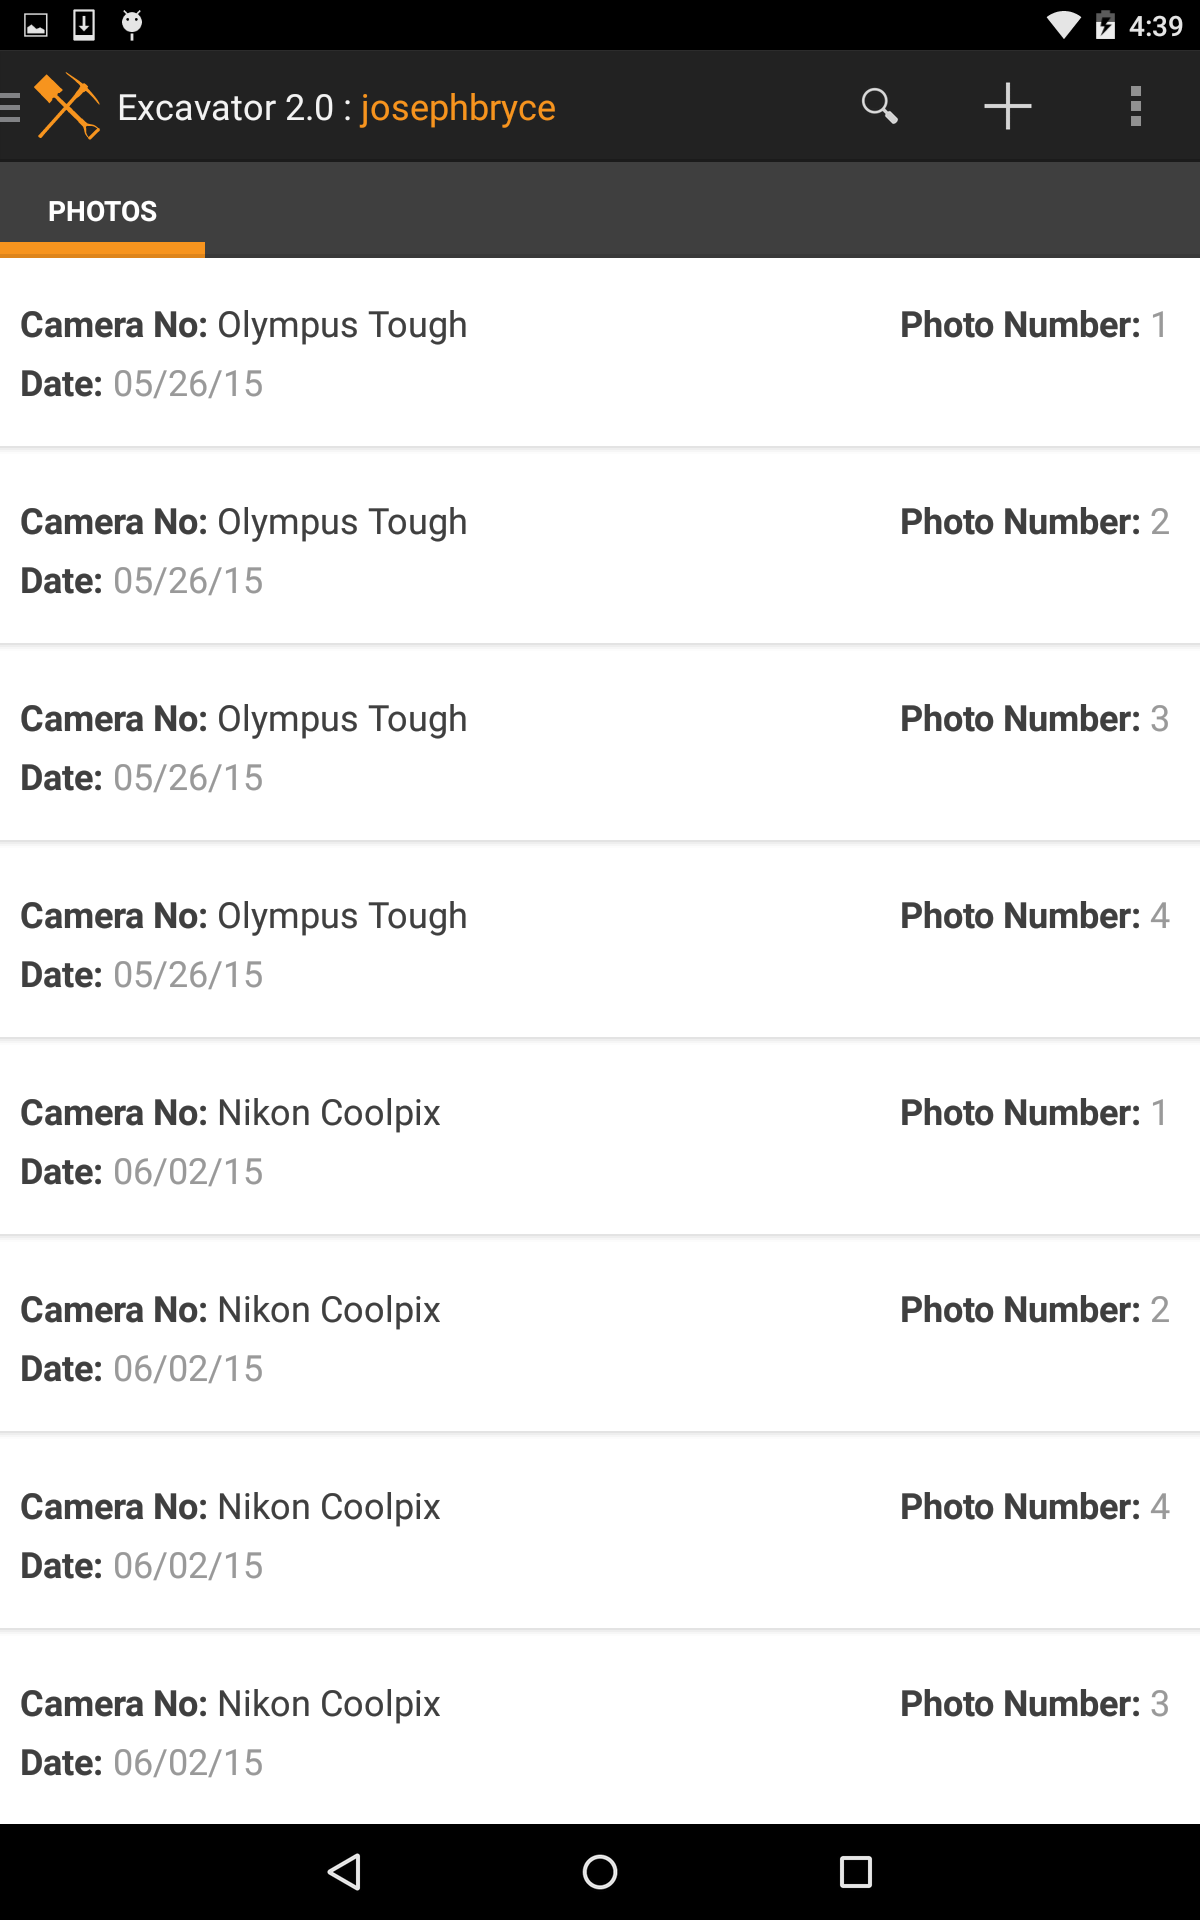 4:39
Excavator 2.0 : josephbryce
PHOTOS
Camera No: Olympus Tough Photo Number: 1
Date: 05/26/15
Camera No: Olympus Tough Photo Number: 2
Date: 05/26/15
Camera No: Olympus Tough Photo Number: 3
Date: 05/26/15
Camera No: Olympus Tough Photo Number: 4
Date: 05/26/15
Camera No: Nikon Coolpix Photo Number: 1
Date: 06/02/15
Camera No: Nikon Coolpix Photo Number: 2
Date: 06/02/15
Camera No: Nikon Coolpix Photo Number: 4
Date: 06/02/15
Camera No: Nikon Coolpix Photo Number: 3
Date: 06/02/15